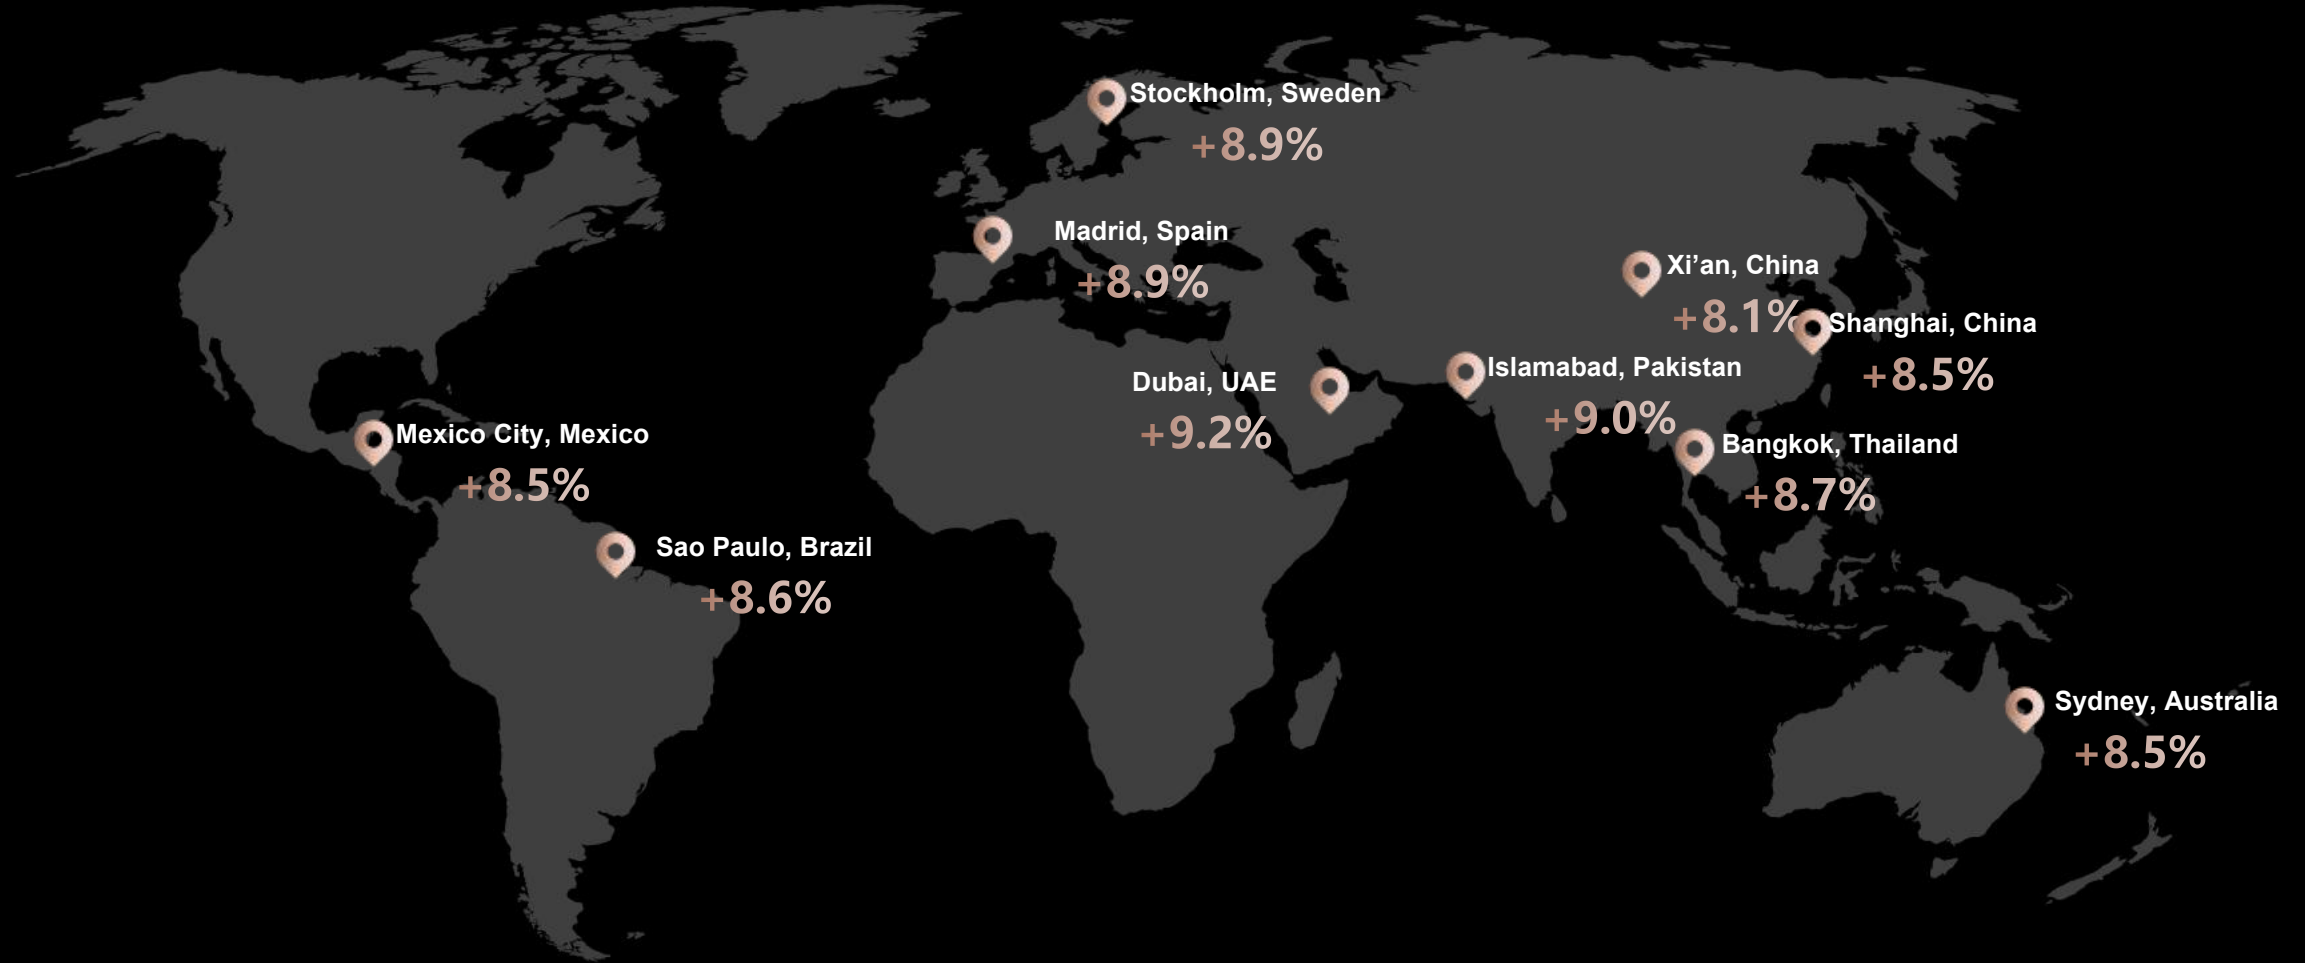 Stockholm, Sweden
+8.9%
Madrid, Spain
+8.9%
Xi’an, China
+8.1%
Shanghai, China
+8.5%
Islamabad, Pakistan
+9.0%
Dubai, UAE
+9.2%
Mexico City, Mexico
+8.5%
Bangkok, Thailand
+8.7%
Sao Paulo, Brazil
+8.6%
Sydney, Australia
+8.5%